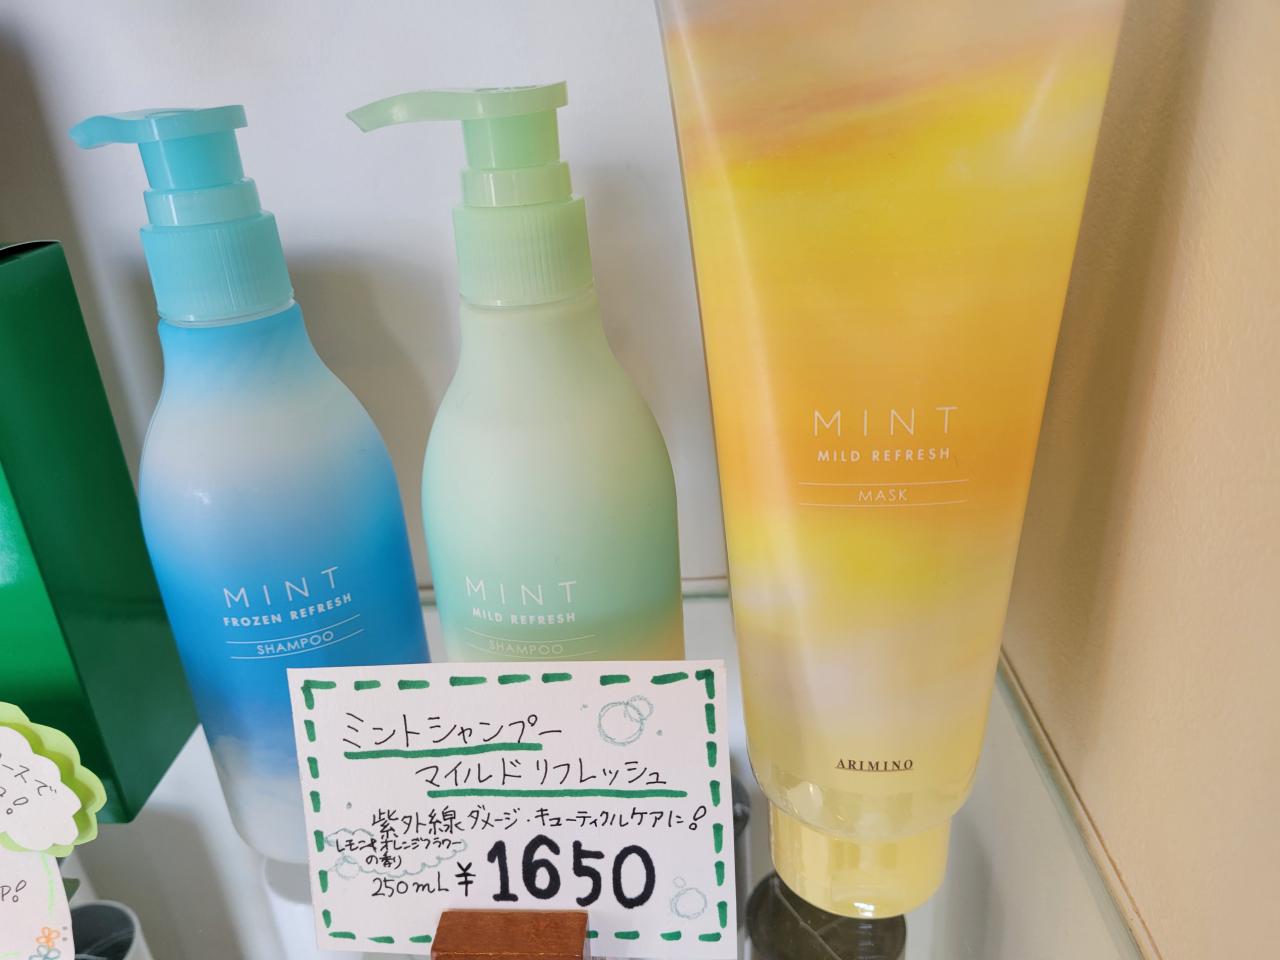 MINT
FROZEN REFRESH
SHAMPOO
MINT
MILD REFRESH
SHAMPOO
MINT
MILD REFRESH
MASK
ARIMINO
ミントシャンプー
マイルドリフレッシュ
紫外線ダメージ・キューティクルケアに!
レモン&オレンジフラワー
の香り
250mL ¥1650
ースで
P!